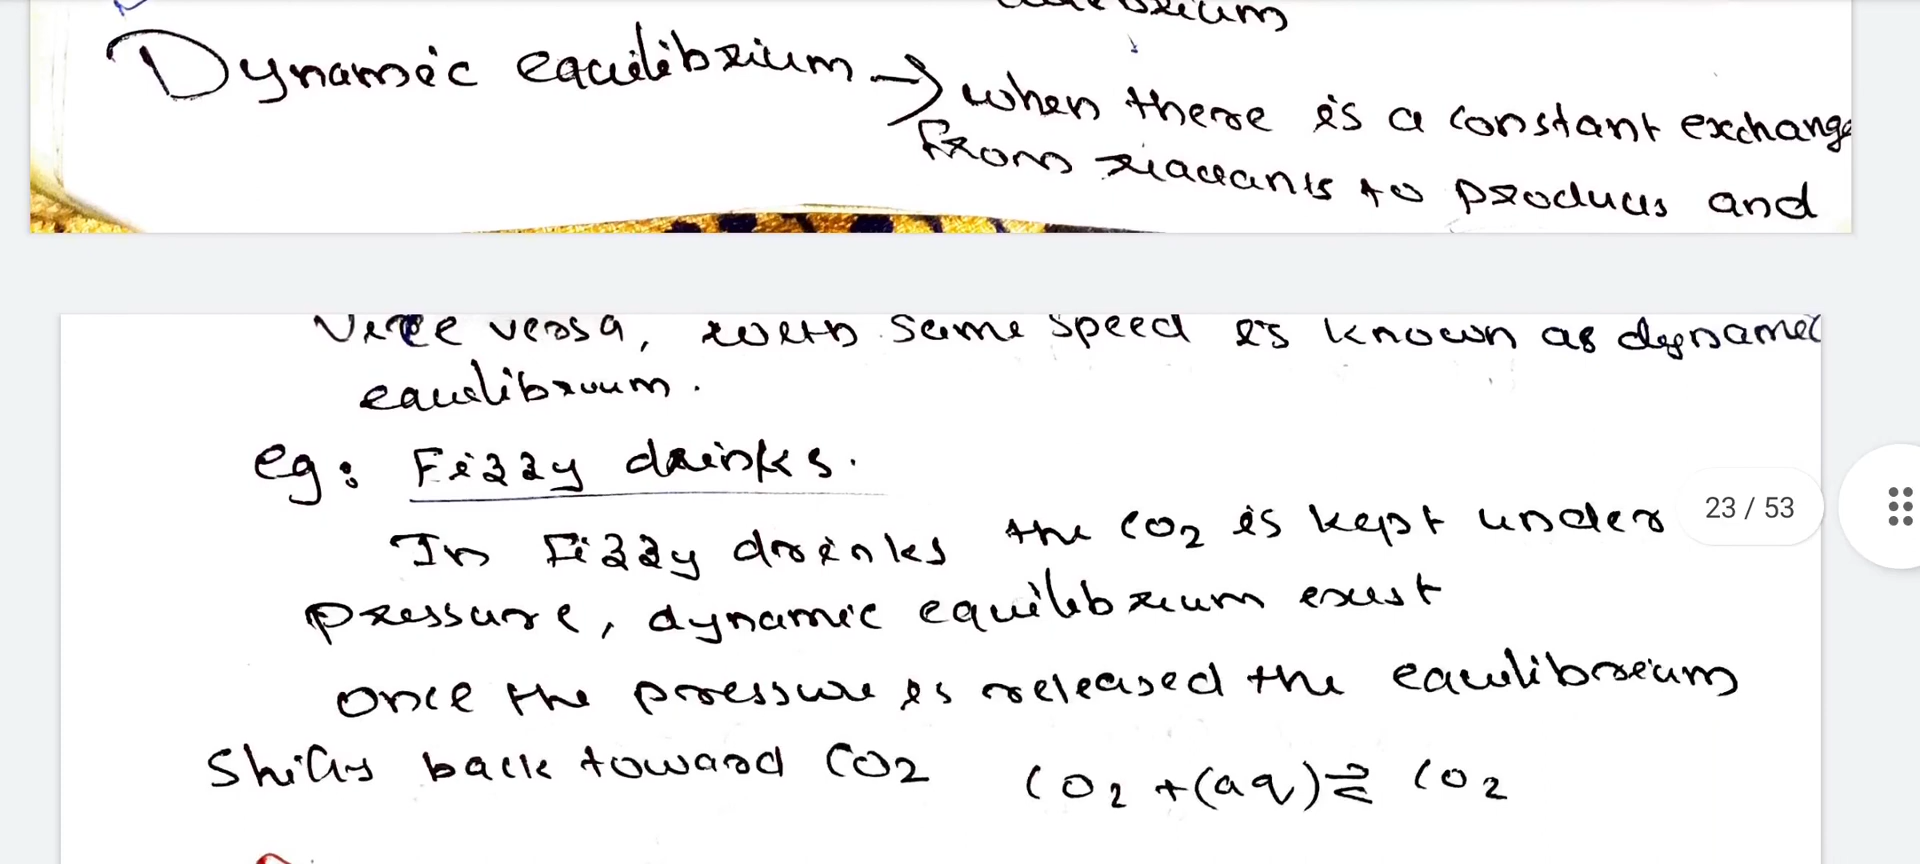 Dynamic equilibrium → when there is a constant exchange
from reactants to products and
Vice versa, with same speed is known as dynamic
equilibrium.
eg: Fizzy drinks.
In Fizzy drinks the CO2 is kept under
pressure, dynamic equilibrium exist
once the pressure is released the equilibrium
shifts back toward CO2 CO2 +(aq) ⇌ CO2
23 / 53